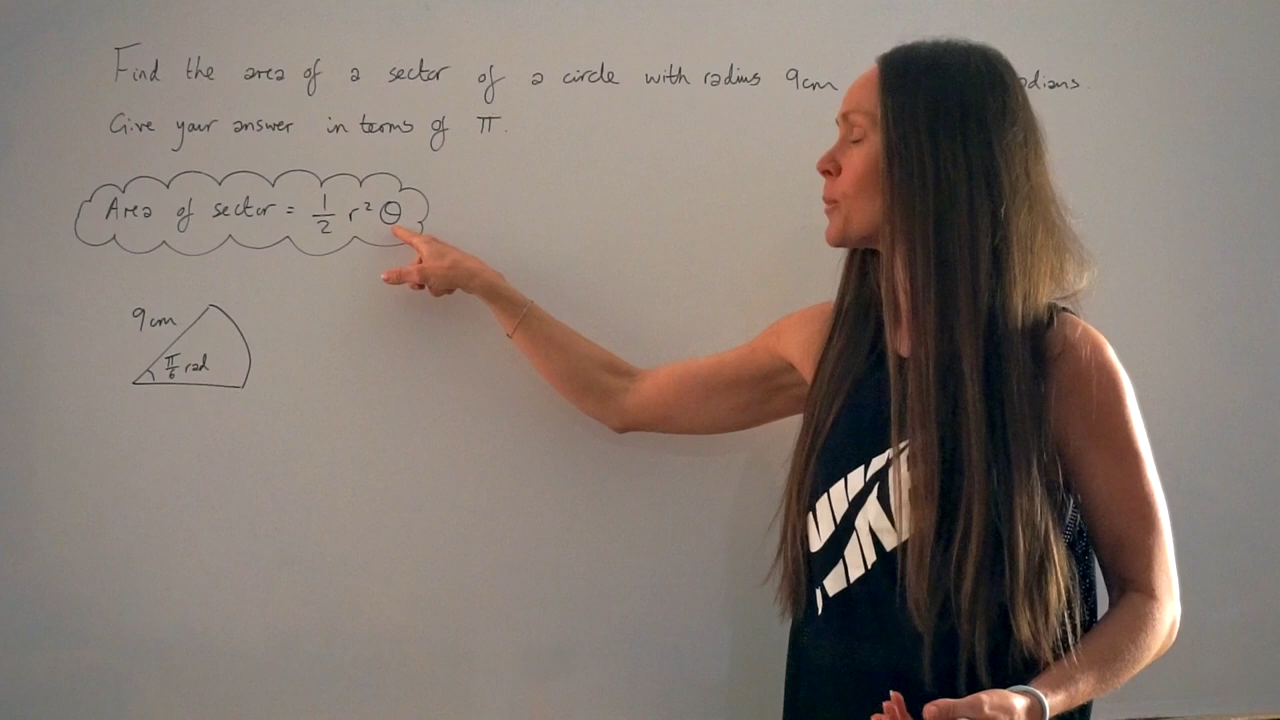 Find the area of a sector of a circle with radius 9cm
Give your answer in terms of π.
Area of sector = 1/2 r² θ
9cm
π/6 rad
NIKE